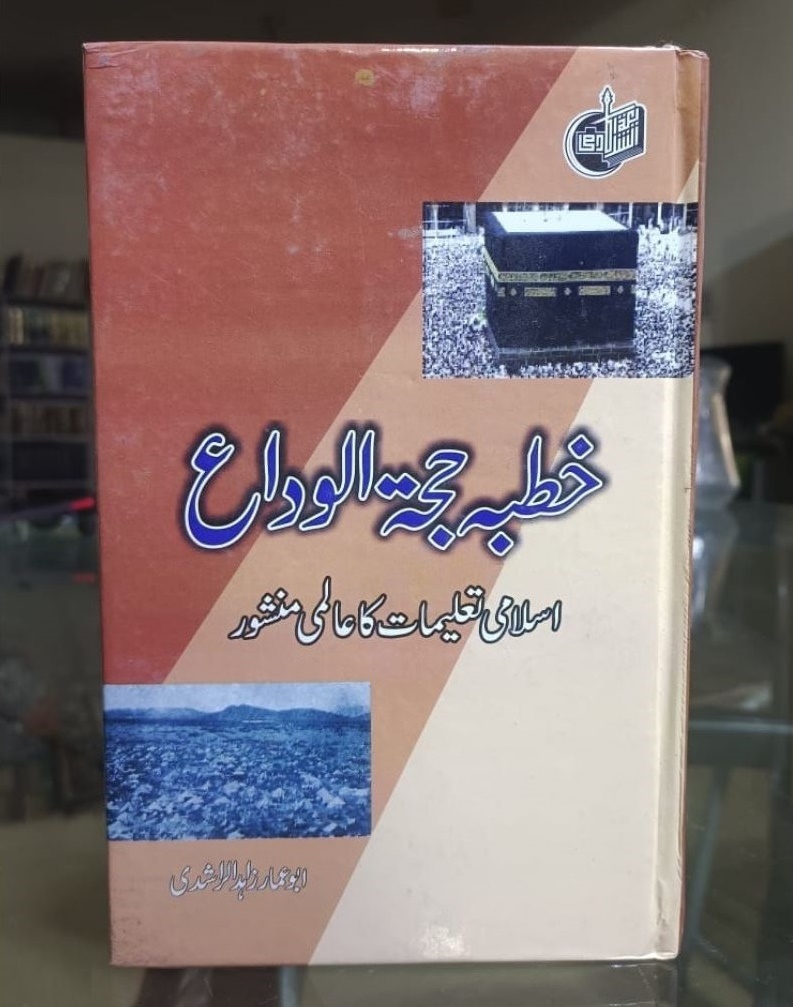 خطبہ حجۃ الوداع
اسلامی تعلیمات کا عالمی منشور
ابوعمار زاہد الراشدی